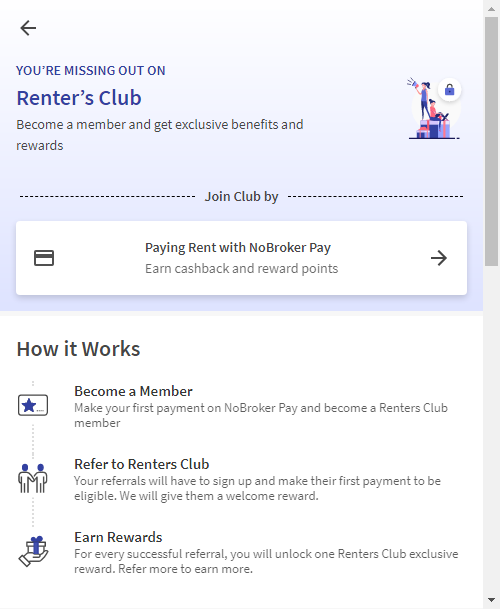 YOU'RE MISSING OUT ON
Renter's Club
Become a member and get exclusive benefits and
rewards
Join Club by
Paying Rent with NoBroker Pay
Earn cashback and reward points
How it Works
Become a Member
Make your first payment on NoBroker Pay and become a Renters Club
member
Refer to Renters Club
Your referrals will have to sign up and make their first payment to be
eligible. We will give them a welcome reward.
Earn Rewards
For every successful referral, you will unlock one Renters Club exclusive
reward. Refer more to earn more.